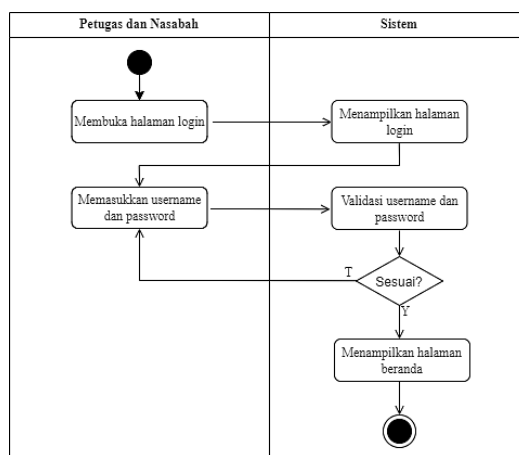 Petugas dan Nasabah
Sistem
Membuka halaman login
Menampilkan halaman
login
Memasukkan username
dan password
Validasi username dan
password
T
Sesuai?
Y
Menampilkan halaman
beranda